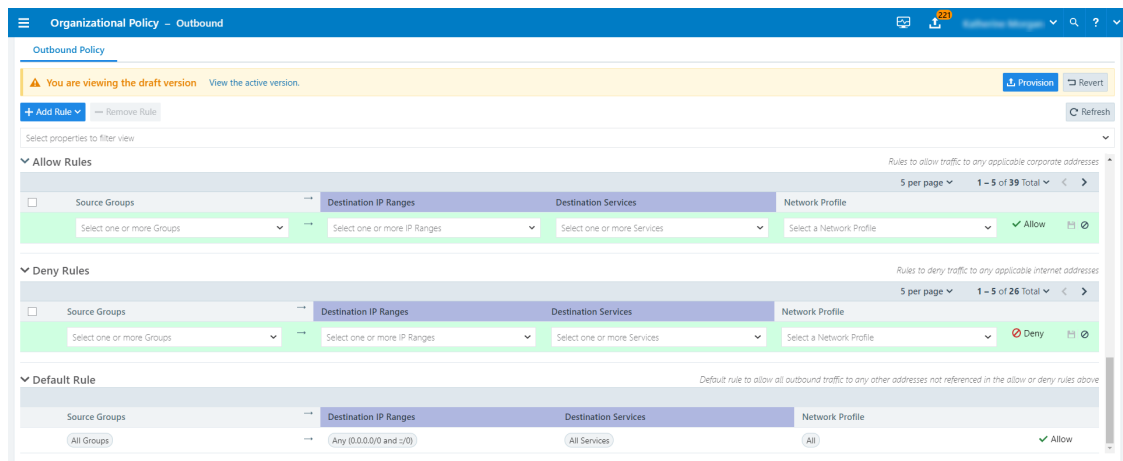 Organizational Policy – Outbound
221
?
Outbound Policy
You are viewing the draft version View the active version.
Provision
Revert
+ Add Rule
Remove Rule
Refresh
Select properties to filter view
Allow Rules
Rules to allow traffic to any applicable corporate addresses
5 per page 1 – 5 of 39 Total
Source Groups → Destination IP Ranges Destination Services Network Profile
Select one or more Groups → Select one or more IP Ranges Select one or more Services Select a Network Profile Allow
Deny Rules
Rules to deny traffic to any applicable internet addresses
5 per page 1 – 5 of 26 Total
Source Groups → Destination IP Ranges Destination Services Network Profile
Select one or more Groups → Select one or more IP Ranges Select one or more Services Select a Network Profile Deny
Default Rule
Default rule to allow all outbound traffic to any other addresses not referenced in the allow or deny rules above
Source Groups → Destination IP Ranges Destination Services Network Profile
All Groups → Any (0.0.0.0/0 and ::/0) All Services All Allow